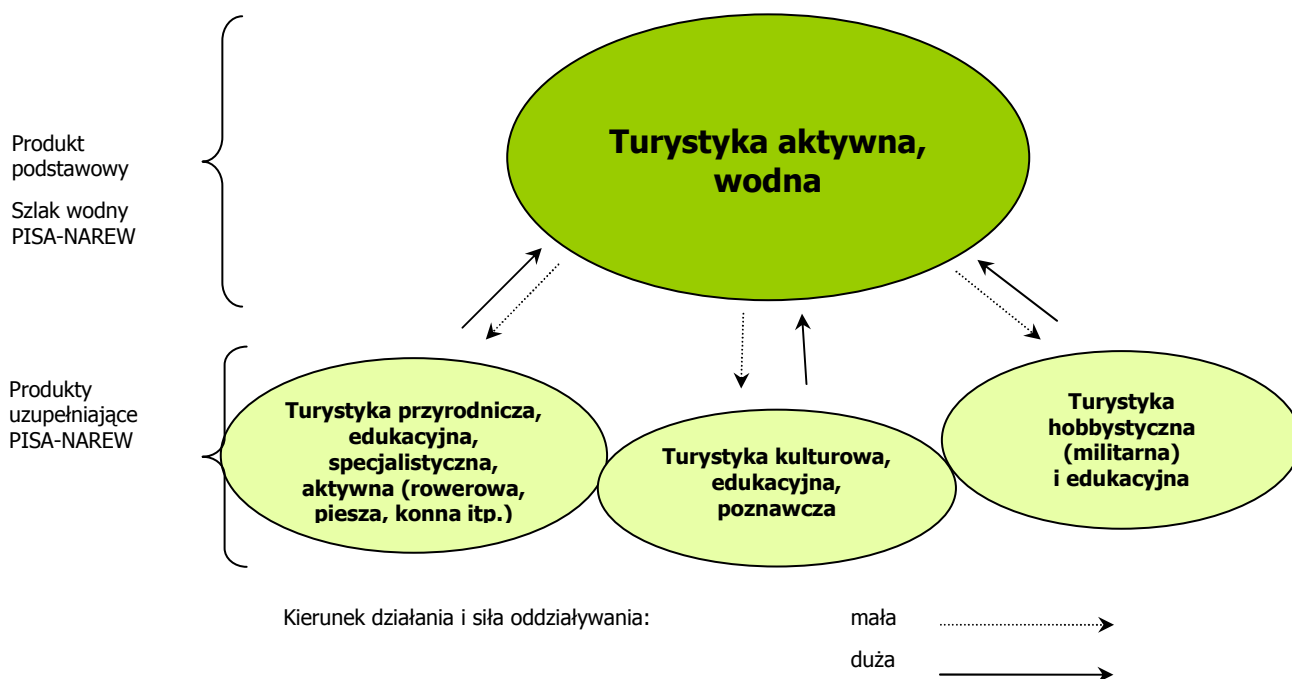 Turystyka aktywna,
wodna
Produkt
podstawowy
Szlak wodny
PISA-NAREW
Produkty
uzupełniające
PISA-NAREW
Turystyka przyrodnicza,
edukacyjna,
specjalistyczna,
aktywna (rowerowa,
piesza, konna itp.)
Turystyka kulturowa,
edukacyjna,
poznawcza
Turystyka
hobbystyczna
(militarna)
i edukacyjna
Kierunek działania i siła oddziaływania:
mała
duża